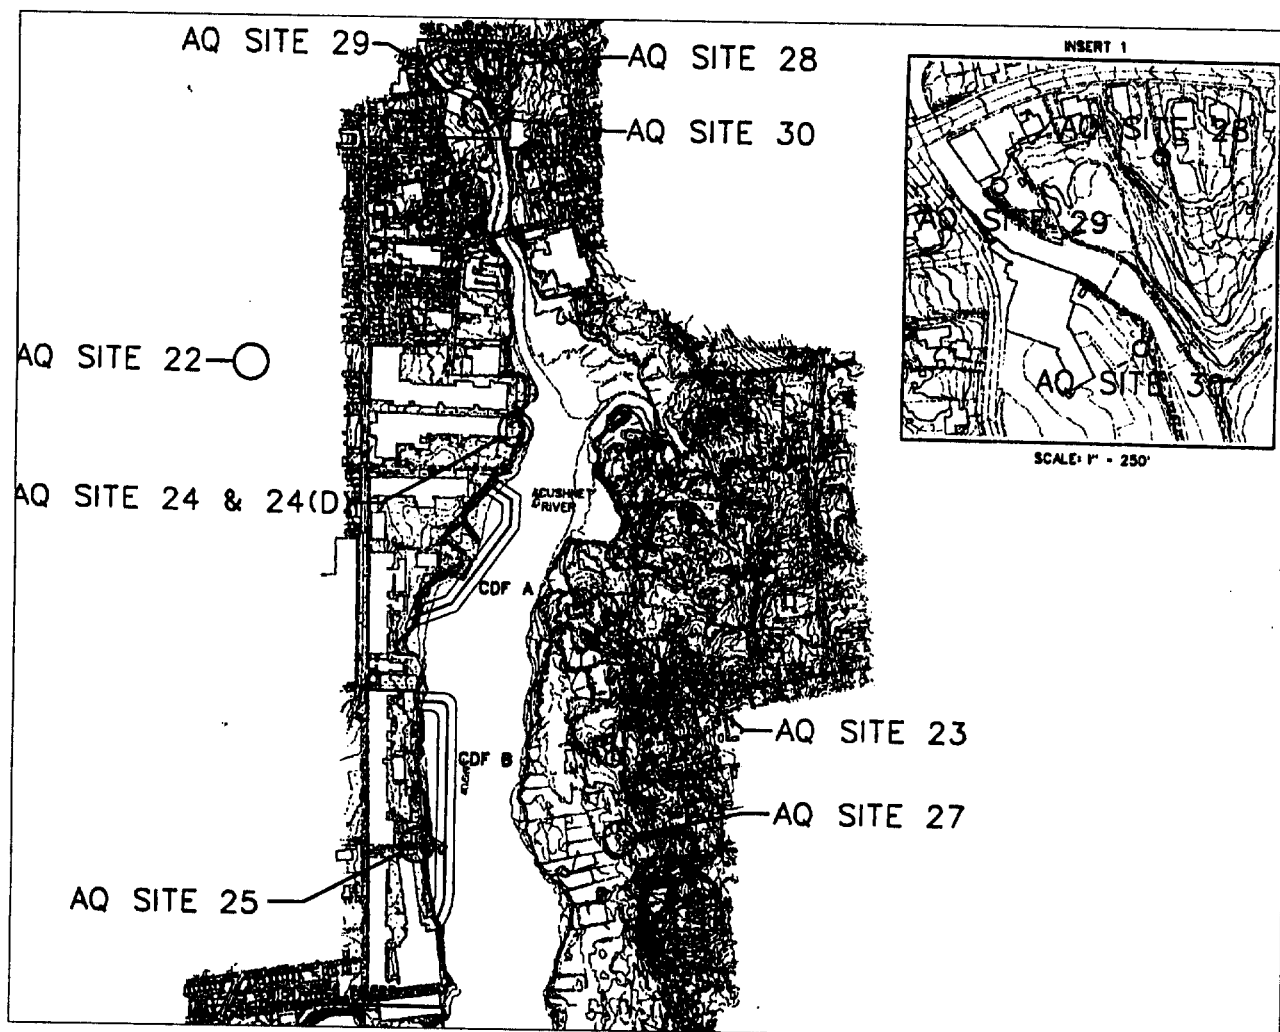 AQ SITE 29
AQ SITE 28
AQ SITE 30
INSERT 1
AQ SITE 28
AQ SITE 29
AQ SITE 3
SCALE: 1" = 250'
AQ SITE 22
AQ SITE 24 & 24(D)
ACUSHNET
RIVER
CDF A
AQ SITE 23
CDF B
AQ SITE 27
AQ SITE 25